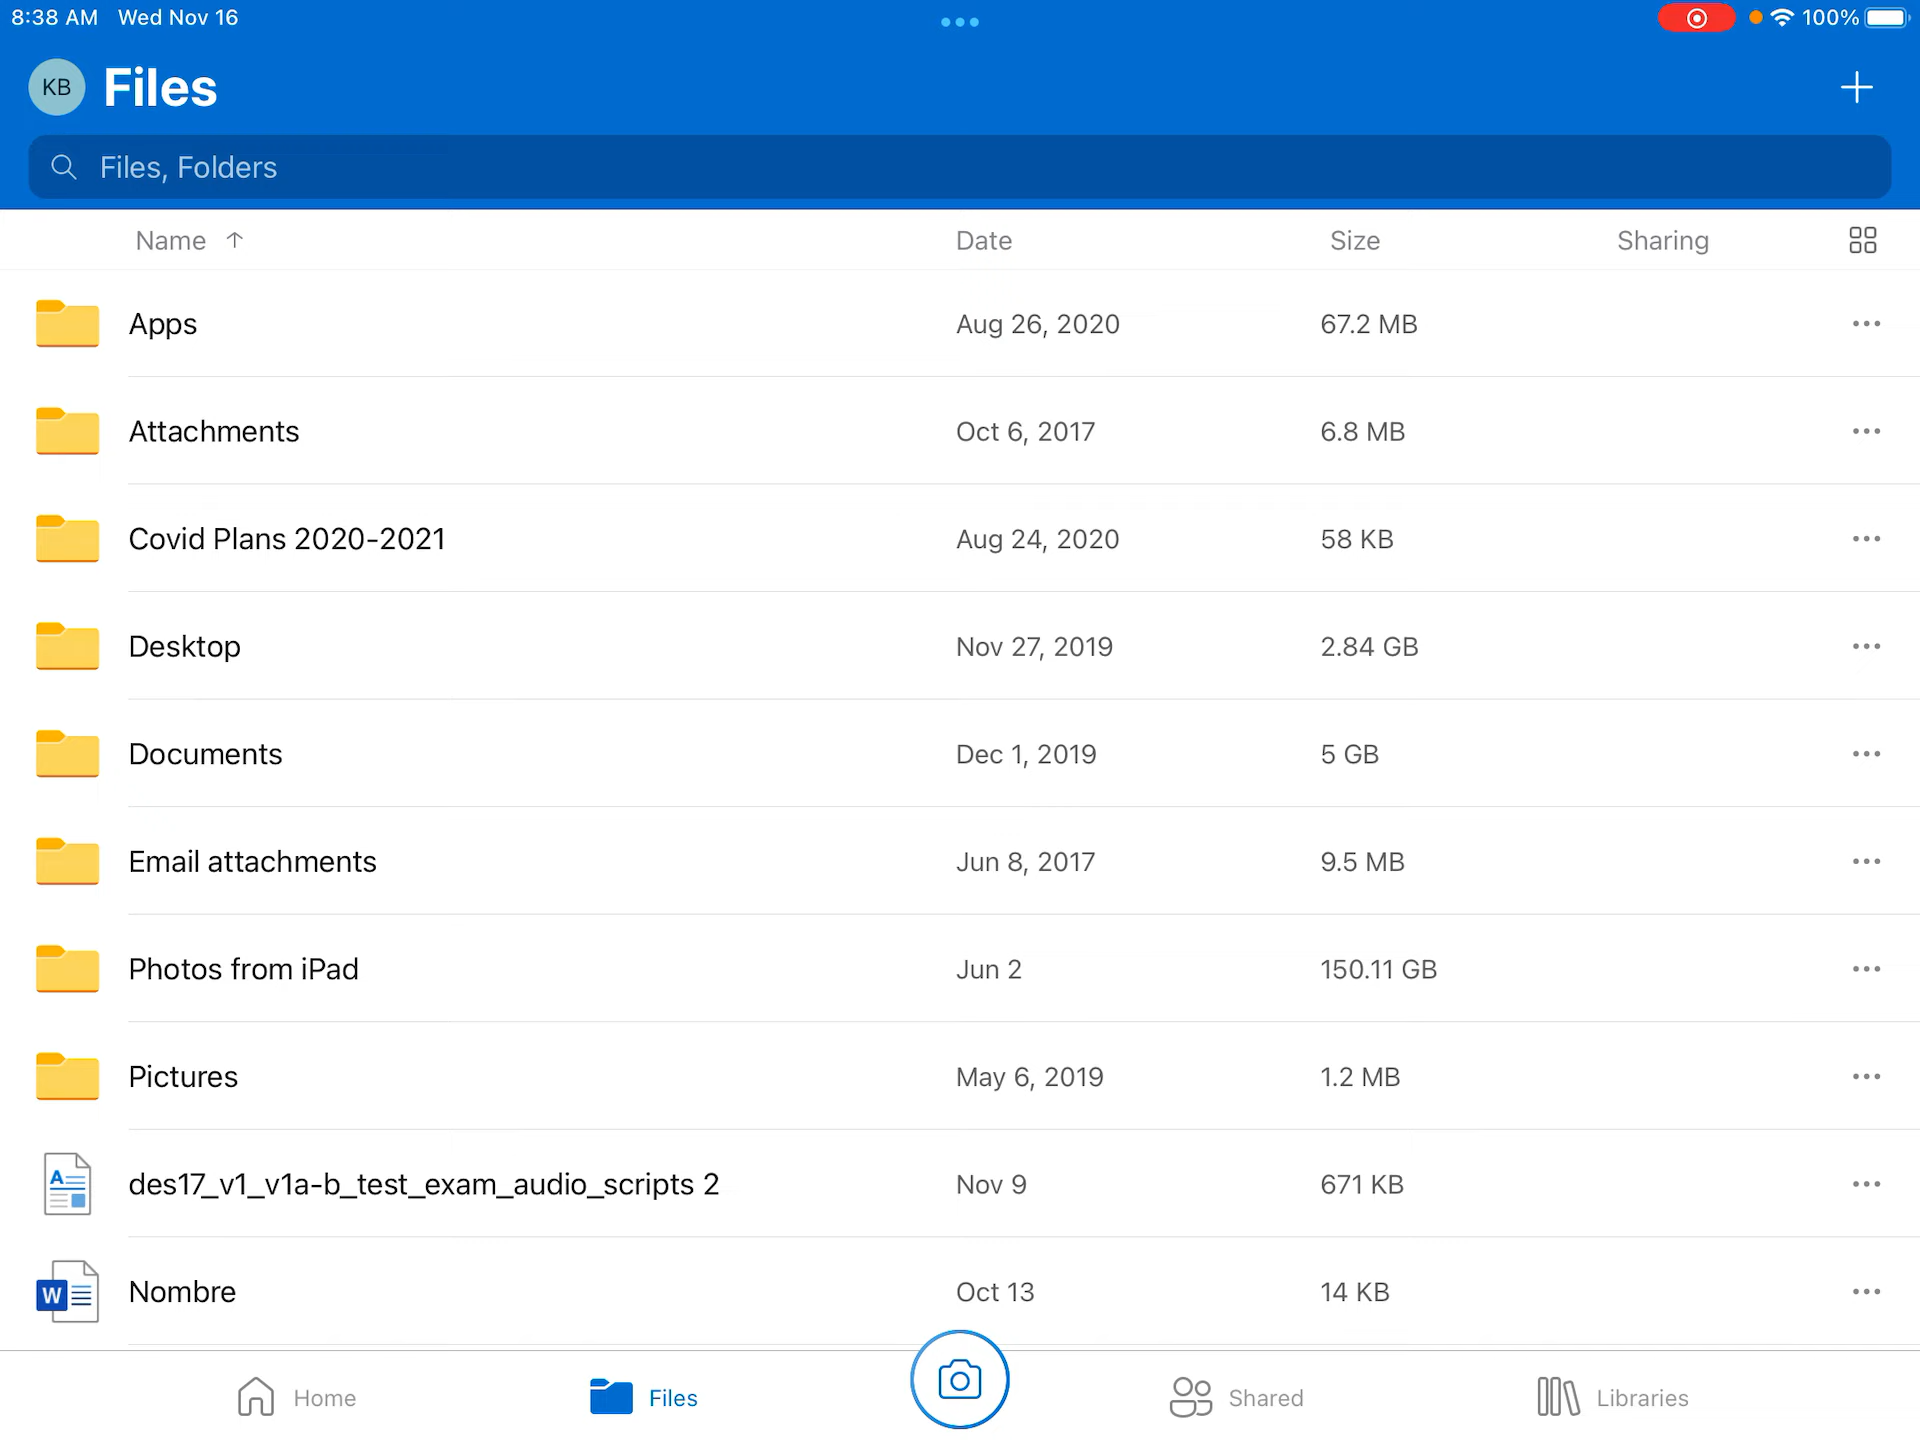 8:38 AM Wed Nov 16 100%
KB Files
Files, Folders
Name Date Size Sharing
Apps Aug 26, 2020 67.2 MB
Attachments Oct 6, 2017 6.8 MB
Covid Plans 2020-2021 Aug 24, 2020 58 KB
Desktop Nov 27, 2019 2.84 GB
Documents Dec 1, 2019 5 GB
Email attachments Jun 8, 2017 9.5 MB
Photos from iPad Jun 2 150.11 GB
Pictures May 6, 2019 1.2 MB
A des17_v1_v1a-b_test_exam_audio_scripts 2 Nov 9 671 KB
W Nombre Oct 13 14 KB
Home Files Shared Libraries